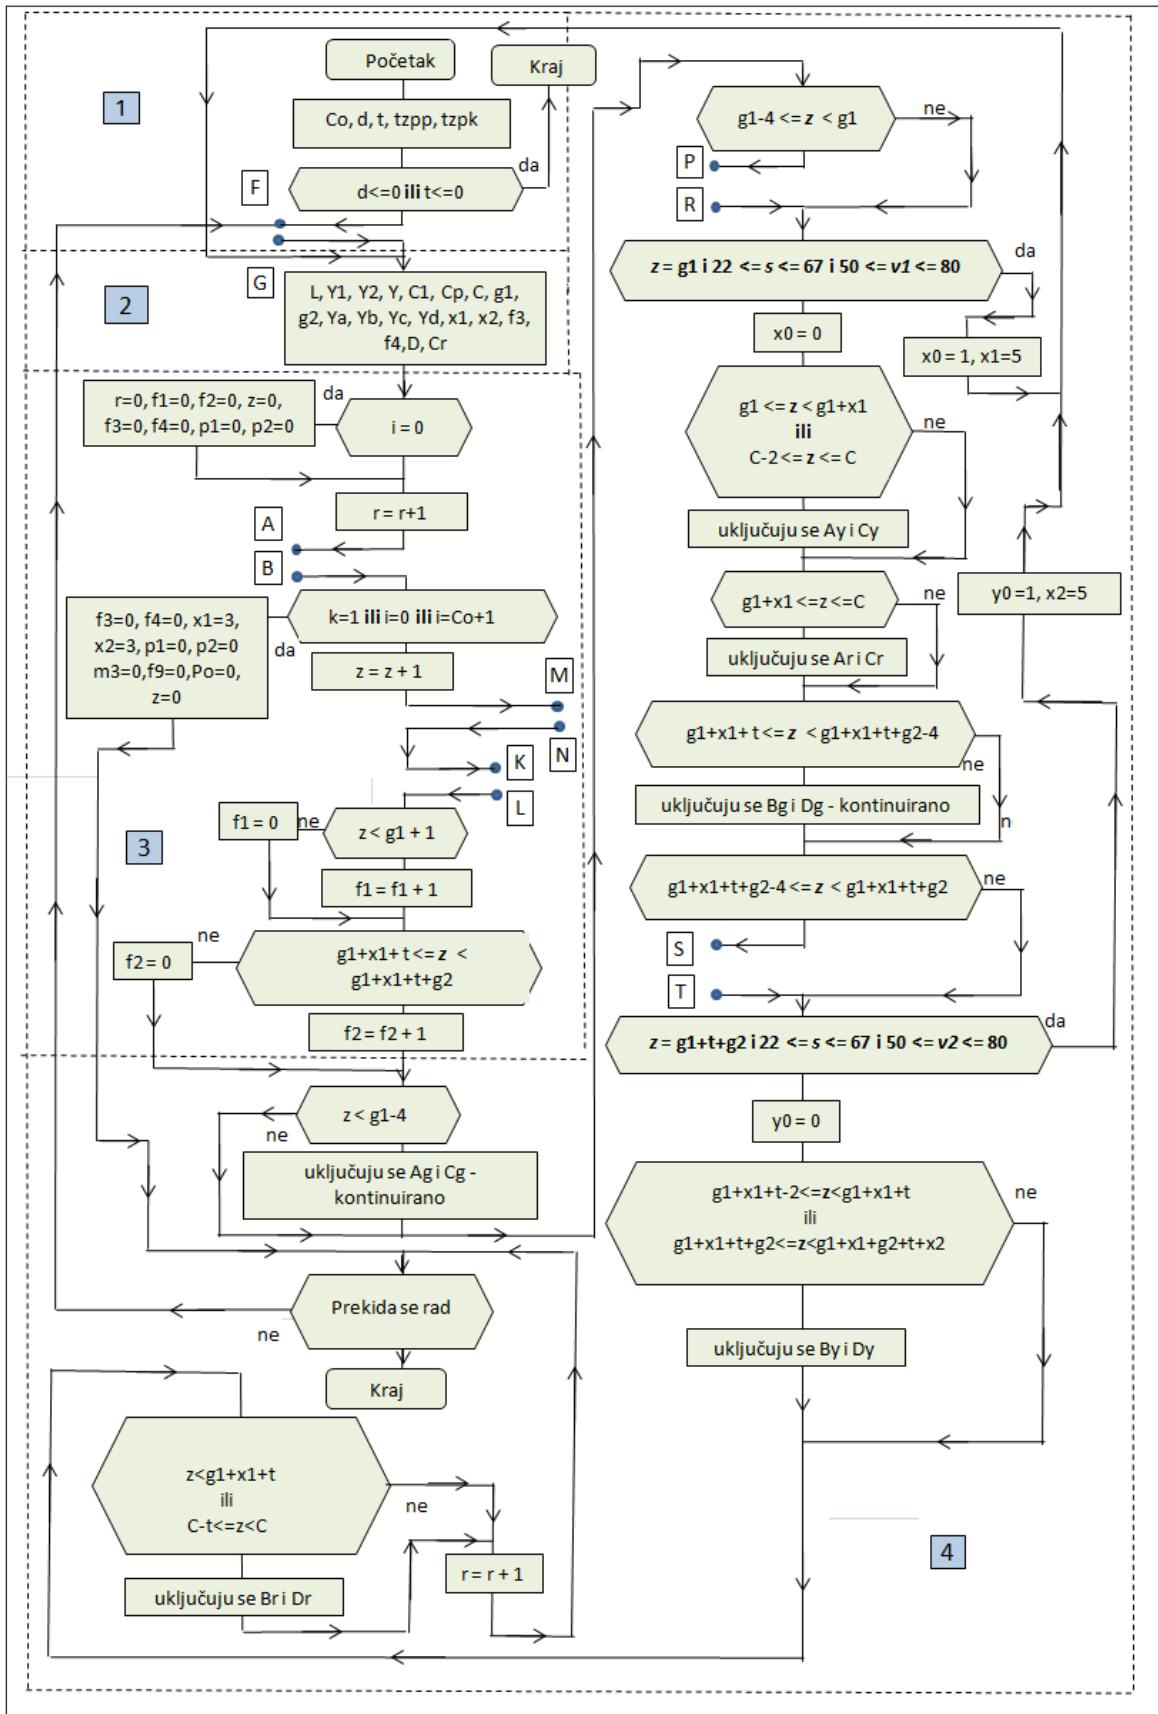 1
Početak
Kraj
Co, d, t, tzpp, tzpk
da
F
d<=0 ili t<=0
G
2
L, Y1, Y2, Y, C1, Cp, C, g1,
g2, Ya, Yb, Yc, Yd, x1, x2, f3,
f4,D, Cr
r=0, f1=0, f2=0, z=0,
f3=0, f4=0, p1=0, p2=0
da
i = 0
r = r+1
A
B
f3=0, f4=0, x1=3,
x2=3, p1=0, p2=0
m3=0,f9=0,Po=0,
z=0
da
k=1 ili i=0 ili i=Co+1
z = z + 1
M
N
K
L
3
f1 = 0
ne
z < g1 + 1
f1 = f1 + 1
ne
f2 = 0
g1+x1+ t <= z <
g1+x1+t+g2
f2 = f2 + 1
z < g1-4
ne
uključuju se Ag i Cg -
kontinuirano
Prekida se rad
ne
Kraj
z<g1+x1+t
ili
C-t<=z<C
ne
uključuju se Br i Dr
r = r + 1
g1-4 <= z < g1
ne
P
R
z = g1 i 22 <= s <= 67 i 50 <= v1 <= 80
da
x0 = 0
x0 = 1, x1=5
g1 <= z < g1+x1
ili
C-2 <= z <= C
ne
uključuju se Ay i Cy
g1+x1 <=z <=C
ne
y0 =1, x2=5
uključuju se Ar i Cr
g1+x1+ t <= z < g1+x1+t+g2-4
ne
uključuju se Bg i Dg - kontinuirano
n
g1+x1+t+g2-4 <= z < g1+x1+t+g2
ne
S
T
z = g1+t+g2 i 22 <= s <= 67 i 50 <= v2 <= 80
da
y0 = 0
g1+x1+t-2<=z<g1+x1+t
ili
g1+x1+t+g2<=z<g1+x1+g2+t+x2
ne
uključuju se By i Dy
4